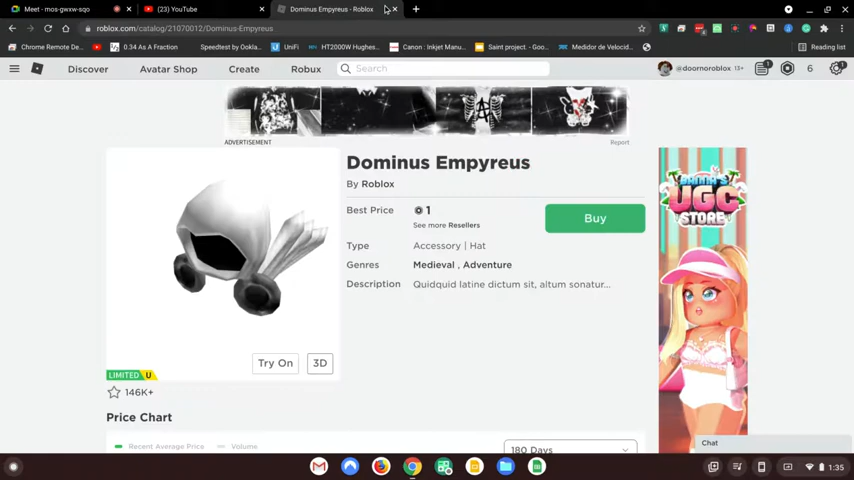 Meet - mos-gwxw-sqo
(23) YouTube
Dominus Empyreus - Roblox
roblox.com/catalog/21070012/Dominus-Empyreus
Chrome Remote De...
0.34 As A Fraction
Speedtest by Ookla...
UniFi
HT2000W Hughes...
Canon : Inkjet Manu...
Saint project - Goo...
Medidor de Velocid...
Reading list
Discover
Avatar Shop
Create
Robux
Search
@doornoroblox 13+
1
6
1
ADVERTISEMENT
Report
Dominus Empyreus
By Roblox
Best Price
1
See more Resellers
Buy
Type
Accessory | Hat
Genres
Medieval , Adventure
Description
Quidquid latine dictum sit, altum sonatur...
Try On
3D
LIMITED U
146K+
Price Chart
Recent Average Price
Volume
180 Days
UGC
STORE
Chat
1:35